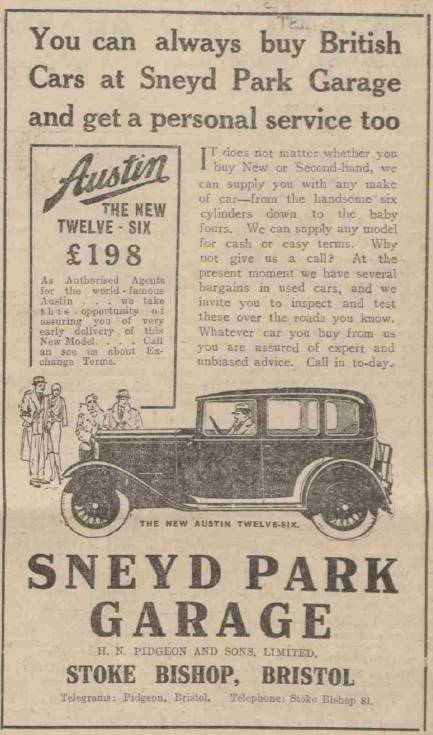 You can always buy British
Cars at Sneyd Park Garage
and get a personal service too
Austin
THE NEW
TWELVE - SIX
£198
As Authorised Agents
for the world-famous
Austin . . . we take
this opportunity of
assuring you of very
early delivery of this
New Model. . . . Call
an see us about Ex-
change Terms.
IT does not matter whether you
buy New or Second-hand, we
can supply you with any make
of car—from the handsome six
cylinders down to the baby
fours. We can supply any model
for cash or easy terms. Why
not give us a call? At the
present moment we have several
bargains in used cars, and we
invite you to inspect and test
these over the roads you know.
Whatever car you buy from us
you are assured of expert and
unbiased advice. Call in to-day.
THE NEW AUSTIN TWELVE-SIX.
SNEYD PARK
GARAGE
H. N. PIDGEON AND SONS, LIMITED,
STOKE BISHOP, BRISTOL
Telegrams: Pidgeon, Bristol. Telephone: Stoke Bishop 81.